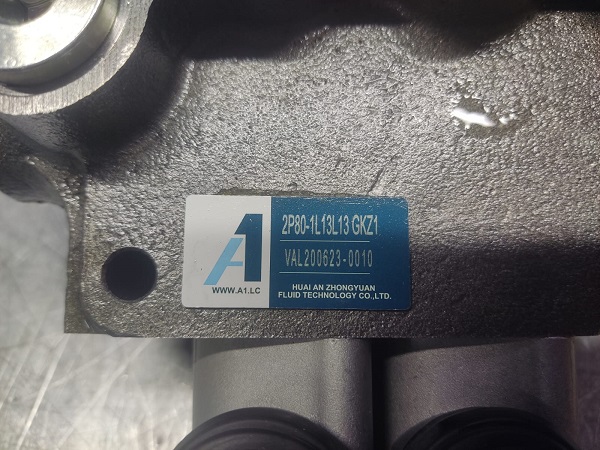 A1
WWW.A1.LC
2P80-1L13L13 GKZ1
VAL200623-0010
HUAI AN ZHONGYUAN
FLUID TECHNOLOGY CO.,LTD.